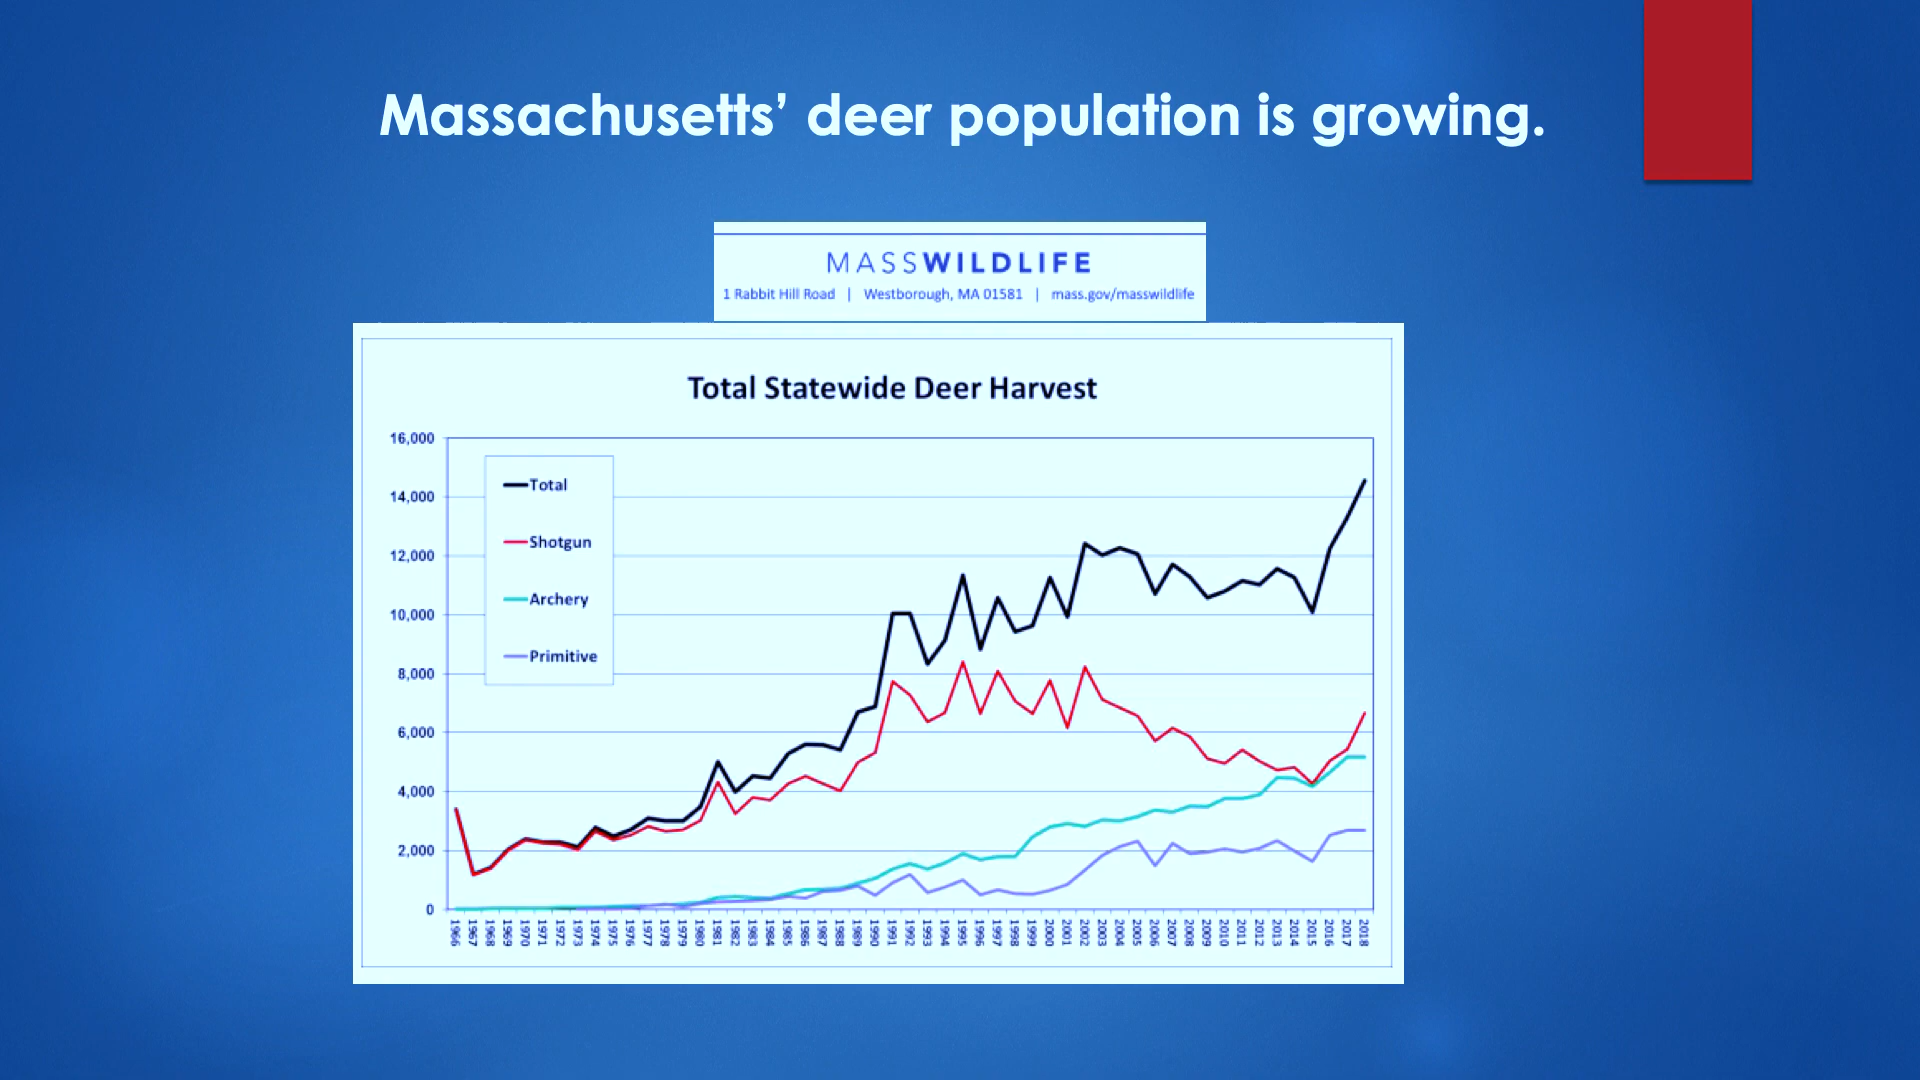 Massachusetts’ deer population is growing.
MASSWILDLIFE
1 Rabbit Hill Road | Westborough, MA 01581 | mass.gov/masswildlife
Total Statewide Deer Harvest
16,000
14,000
12,000
10,000
8,000
6,000
4,000
2,000
0
Total
Shotgun
Archery
Primitive
1966 1967 1968 1969 1970 1971 1972 1973 1974 1975 1976 1977 1978 1979 1980 1981 1982 1983 1984 1985 1986 1987 1988 1989 1990 1991 1992 1993 1994 1995 1996 1997 1998 1999 2000 2001 2002 2003 2004 2005 2006 2007 2008 2009 2010 2011 2012 2013 2014 2015 2016 2017 2018